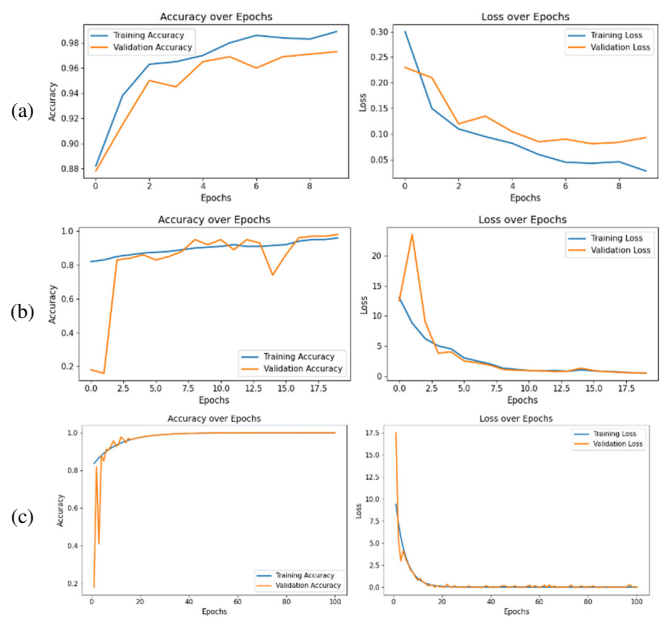 (a)
Accuracy over Epochs
Training Accuracy
Validation Accuracy
Accuracy
0.98
0.96
0.94
0.92
0.90
0.88
0 2 4 6 8
Epochs
Loss over Epochs
Training Loss
Validation Loss
Loss
0.30
0.25
0.20
0.15
0.10
0.05
0 2 4 6 8
Epochs
(b)
Accuracy over Epochs
Accuracy
1.0
0.8
0.6
0.4
0.2
Training Accuracy
Validation Accuracy
0.0 2.5 5.0 7.5 10.0 12.5 15.0 17.5
Epochs
Loss over Epochs
Training Loss
Validation Loss
Loss
20
15
10
5
0
0.0 2.5 5.0 7.5 10.0 12.5 15.0 17.5
Epochs
(c)
Accuracy over Epochs
Accuracy
1.0
0.8
0.6
0.4
0.2
Training Accuracy
Validation Accuracy
0 20 40 60 80 100
Epochs
Loss over Epochs
Training Loss
Validation Loss
Loss
17.5
15.0
12.5
10.0
7.5
5.0
2.5
0.0
0 20 40 60 80 100
Epochs